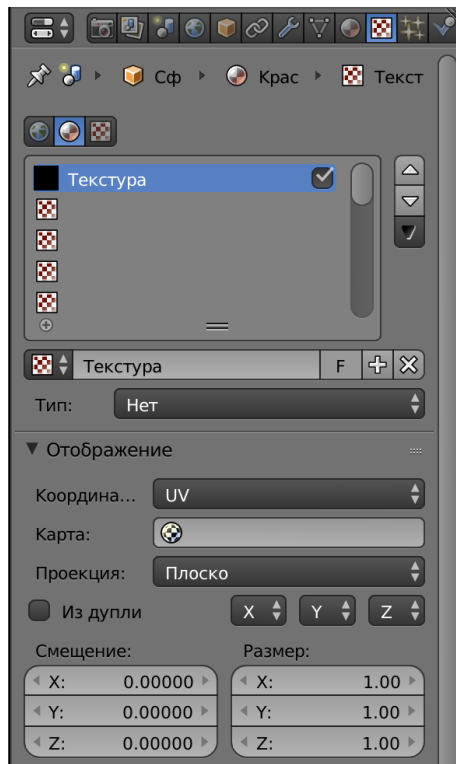 Сф Крас Текст
Текстура
Текстура F
Тип: Нет
Отображение
Координа... UV
Карта:
Проекция: Плоско
Из дупли X Y Z
Смещение: Размер:
X: 0.00000 X: 1.00
Y: 0.00000 Y: 1.00
Z: 0.00000 Z: 1.00